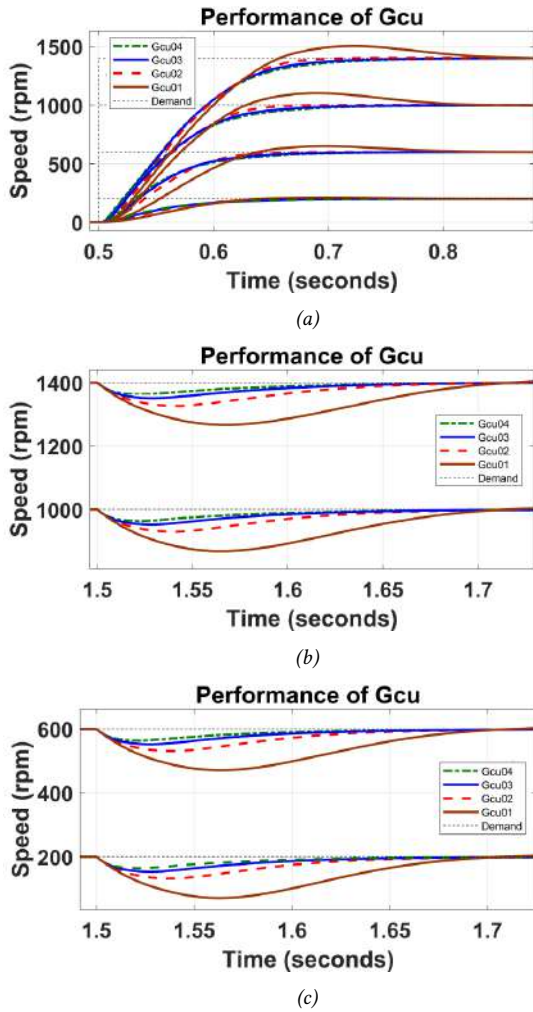 Performance of Gcu
Speed (rpm)
1500
1000
500
0
Gcu04
Gcu03
Gcu02
Gcu01
Demand
0.5
0.6
0.7
0.8
Time (seconds)
(a)
Performance of Gcu
Speed (rpm)
1400
1200
1000
Gcu04
Gcu03
Gcu02
Gcu01
Demand
1.5
1.55
1.6
1.65
1.7
Time (seconds)
(b)
Performance of Gcu
Speed (rpm)
600
400
200
Gcu04
Gcu03
Gcu02
Gcu01
Demand
1.5
1.55
1.6
1.65
1.7
Time (seconds)
(c)